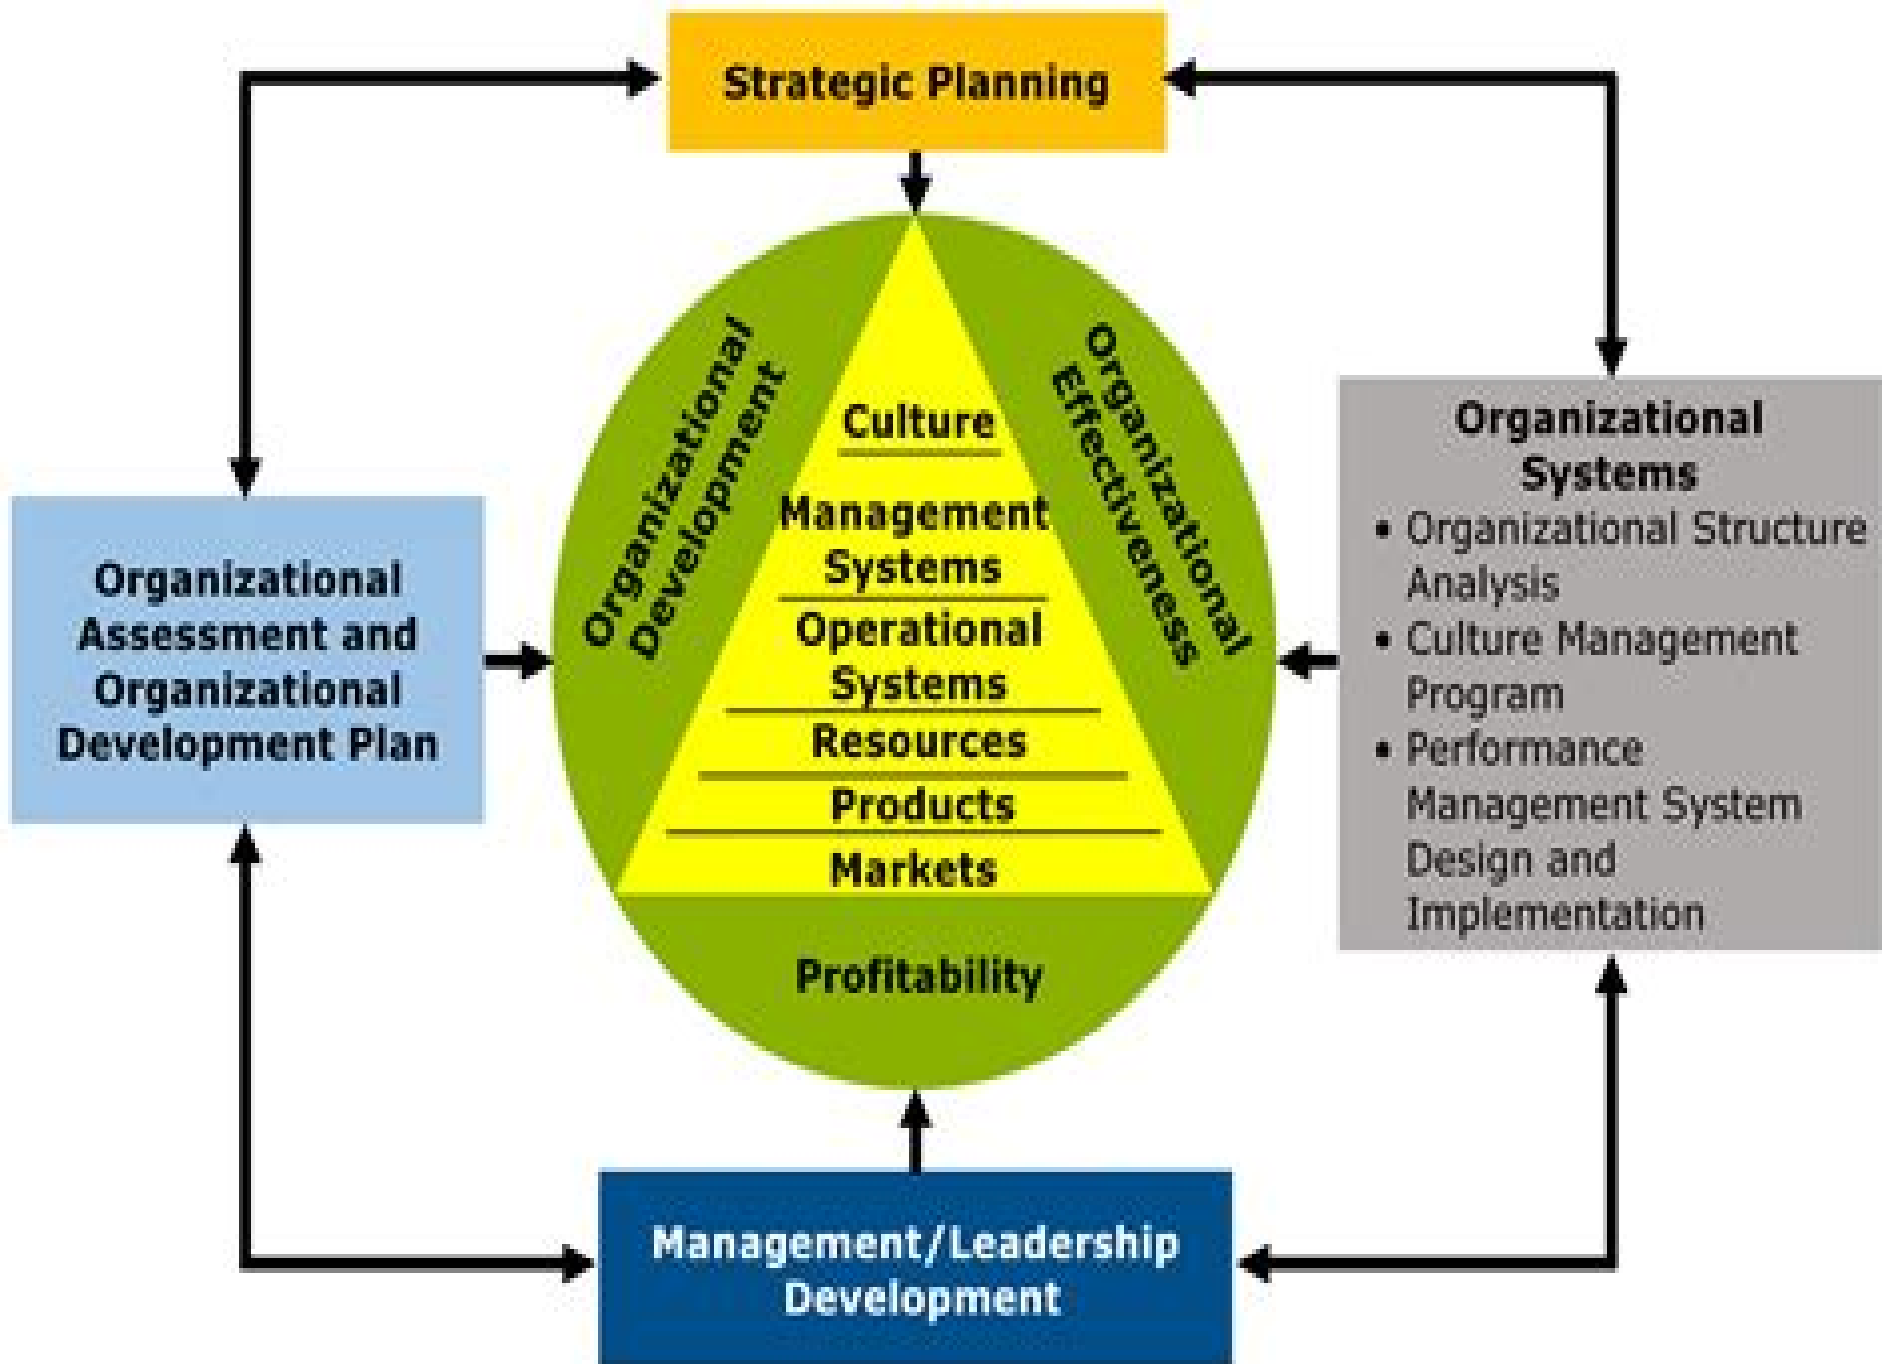 Strategic Planning
Organizational
Development
Organizational
Effectiveness
Culture
Management
Systems
Operational
Systems
Resources
Products
Markets
Profitability
Organizational
Assessment and
Organizational
Development Plan
Organizational
Systems
• Organizational Structure
Analysis
• Culture Management
Program
• Performance
Management System
Design and
Implementation
Management/Leadership
Development